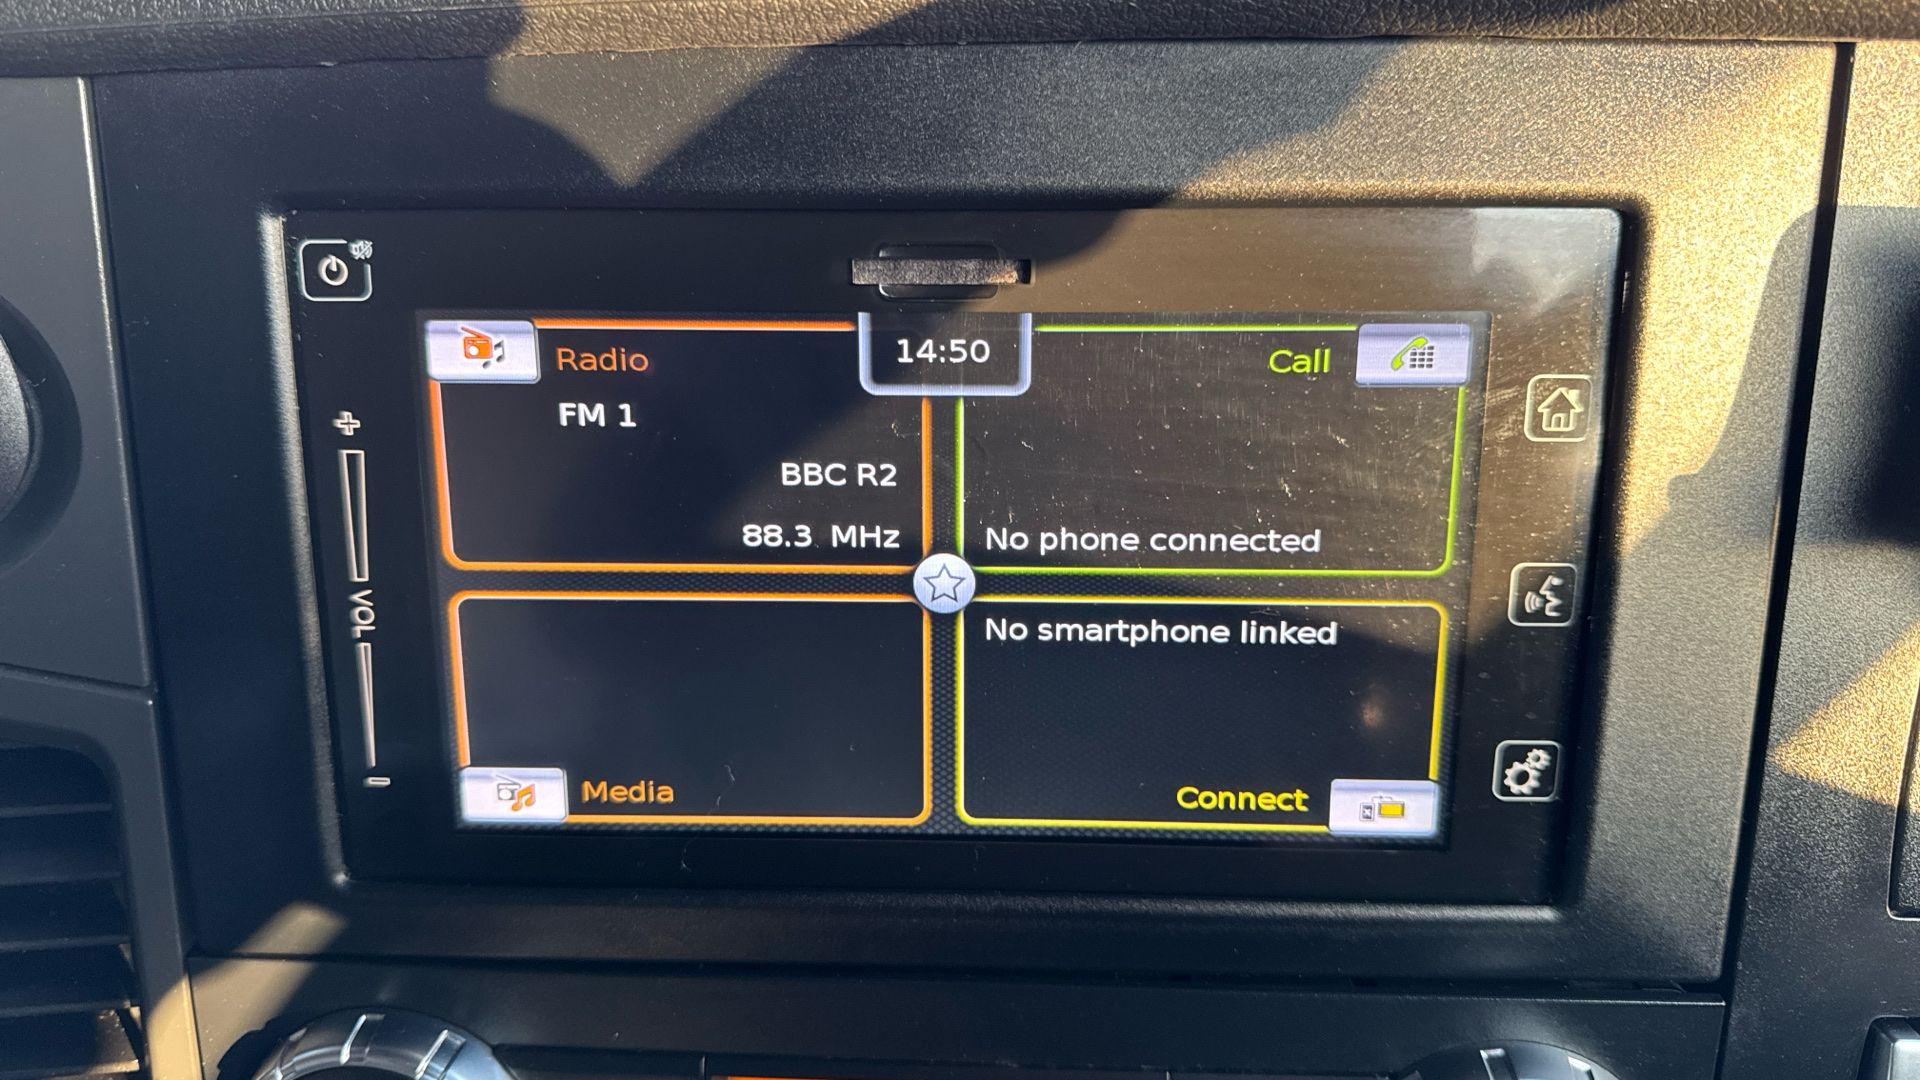 14:50
Radio
FM 1
BBC R2
88.3 MHz
Call
No phone connected
VOL
Media
No smartphone linked
Connect